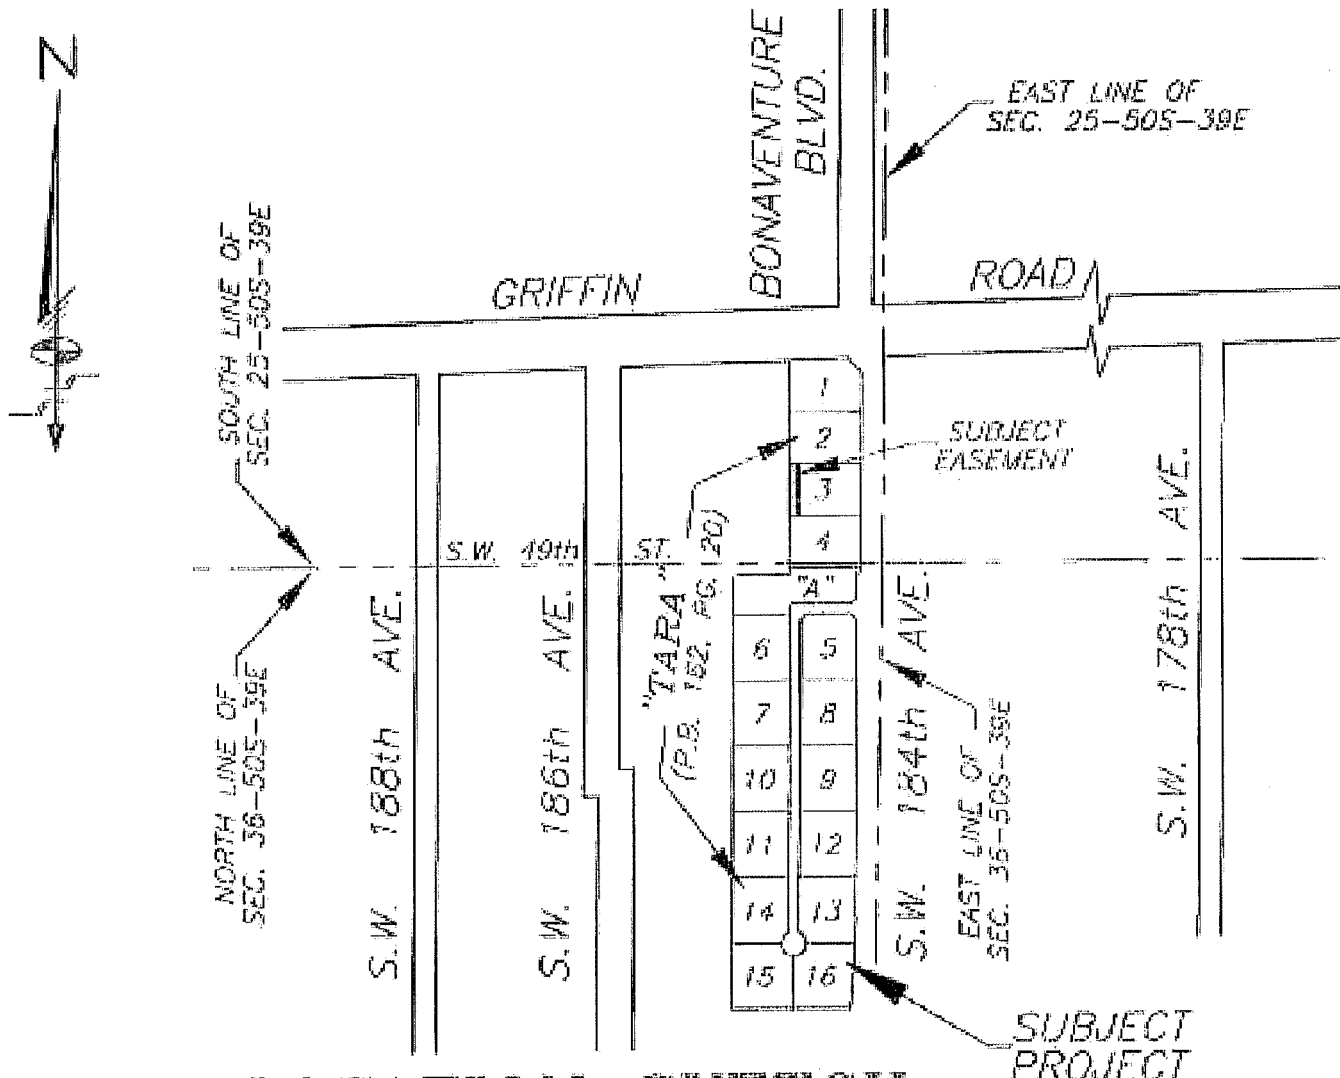 N
BONAVENTURE
BLVD.
EAST LINE OF
SEC. 25-50S-39E
SOUTH LINE OF
SEC. 25-50S-39E
GRIFFIN
ROAD
1
2
3
4
SUBJECT
EASEMENT
S.W. 49th ST.
"A"
"TARA"
(P.B. 152, PG. 20)
NORTH LINE OF
SEC. 36-50S-39E
S.W. 188th AVE.
S.W. 186th AVE.
S.W. 184th AVE.
S.W. 178th AVE.
EAST LINE OF
SEC. 36-50S-39E
6 5
7 8
10 9
11 12
14 13
15 16
SUBJECT
PROJECT